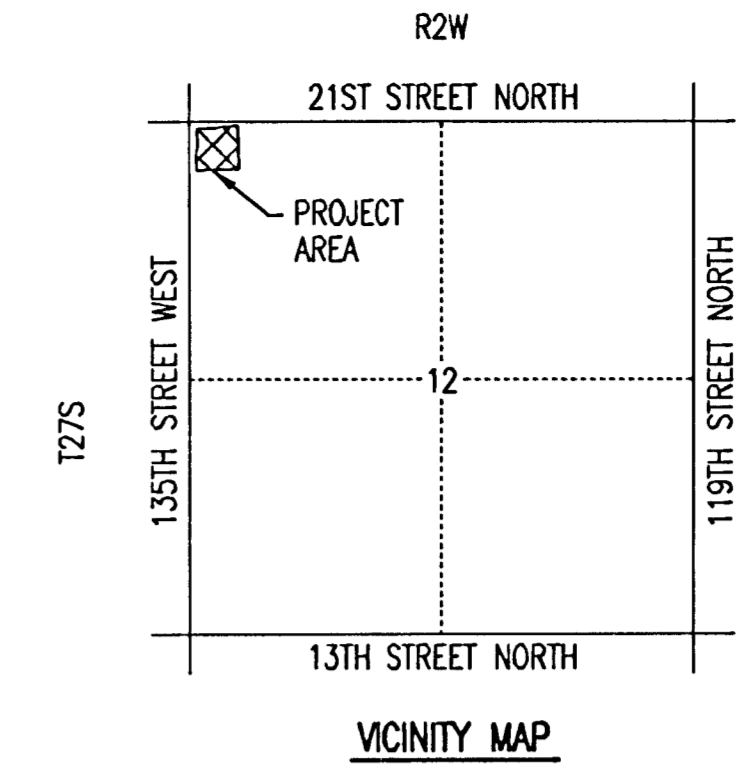 R2W
21ST STREET NORTH
PROJECT
AREA
135TH STREET WEST
T27S
12
119TH STREET NORTH
13TH STREET NORTH
VICINITY MAP